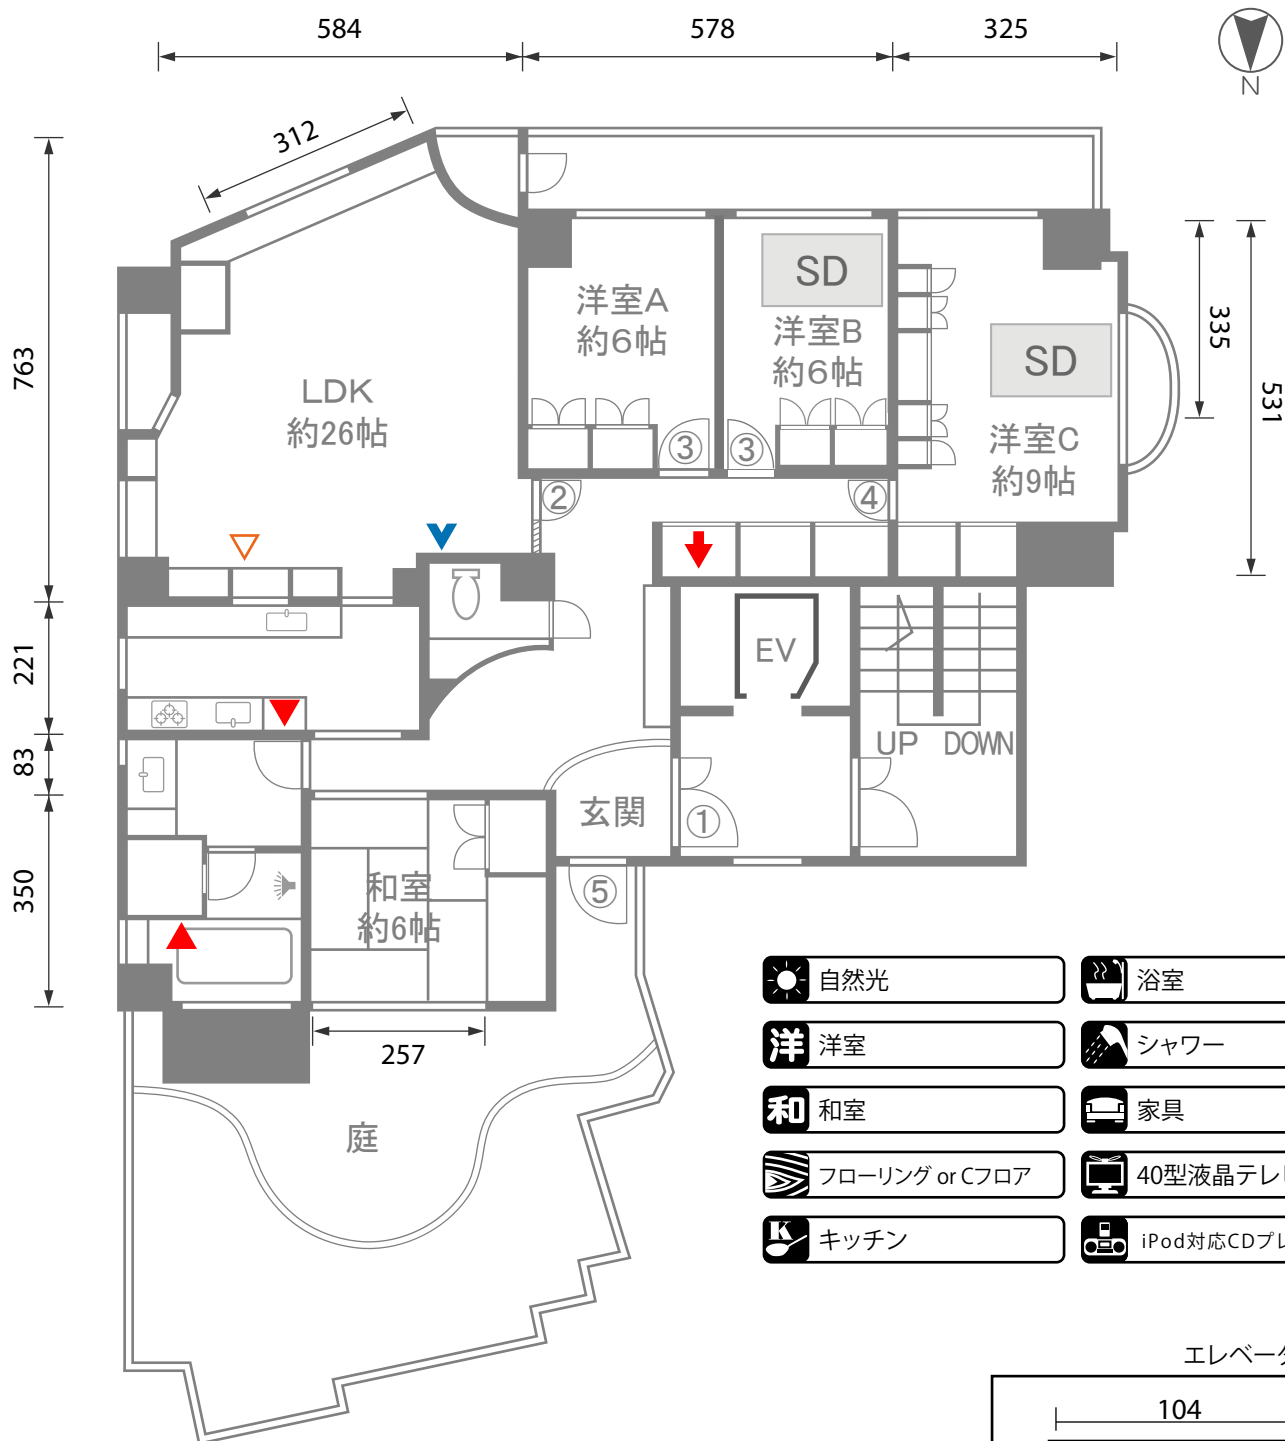 584
578
325
N
312
763
335
531
SD
洋室A
約6帖
洋室B
約6帖
SD
LDK
約26帖
洋室C
約9帖
③
③
②
④
221
EV
UP
DOWN
83
玄関
①
350
和室
約6帖
⑤
257
庭
自然光
浴室
洋 洋室
シャワー
和 和室
家具
フローリング or Cフロア
40型液晶テレ
K キッチン
iPod対応CDプレ
エレベー
104